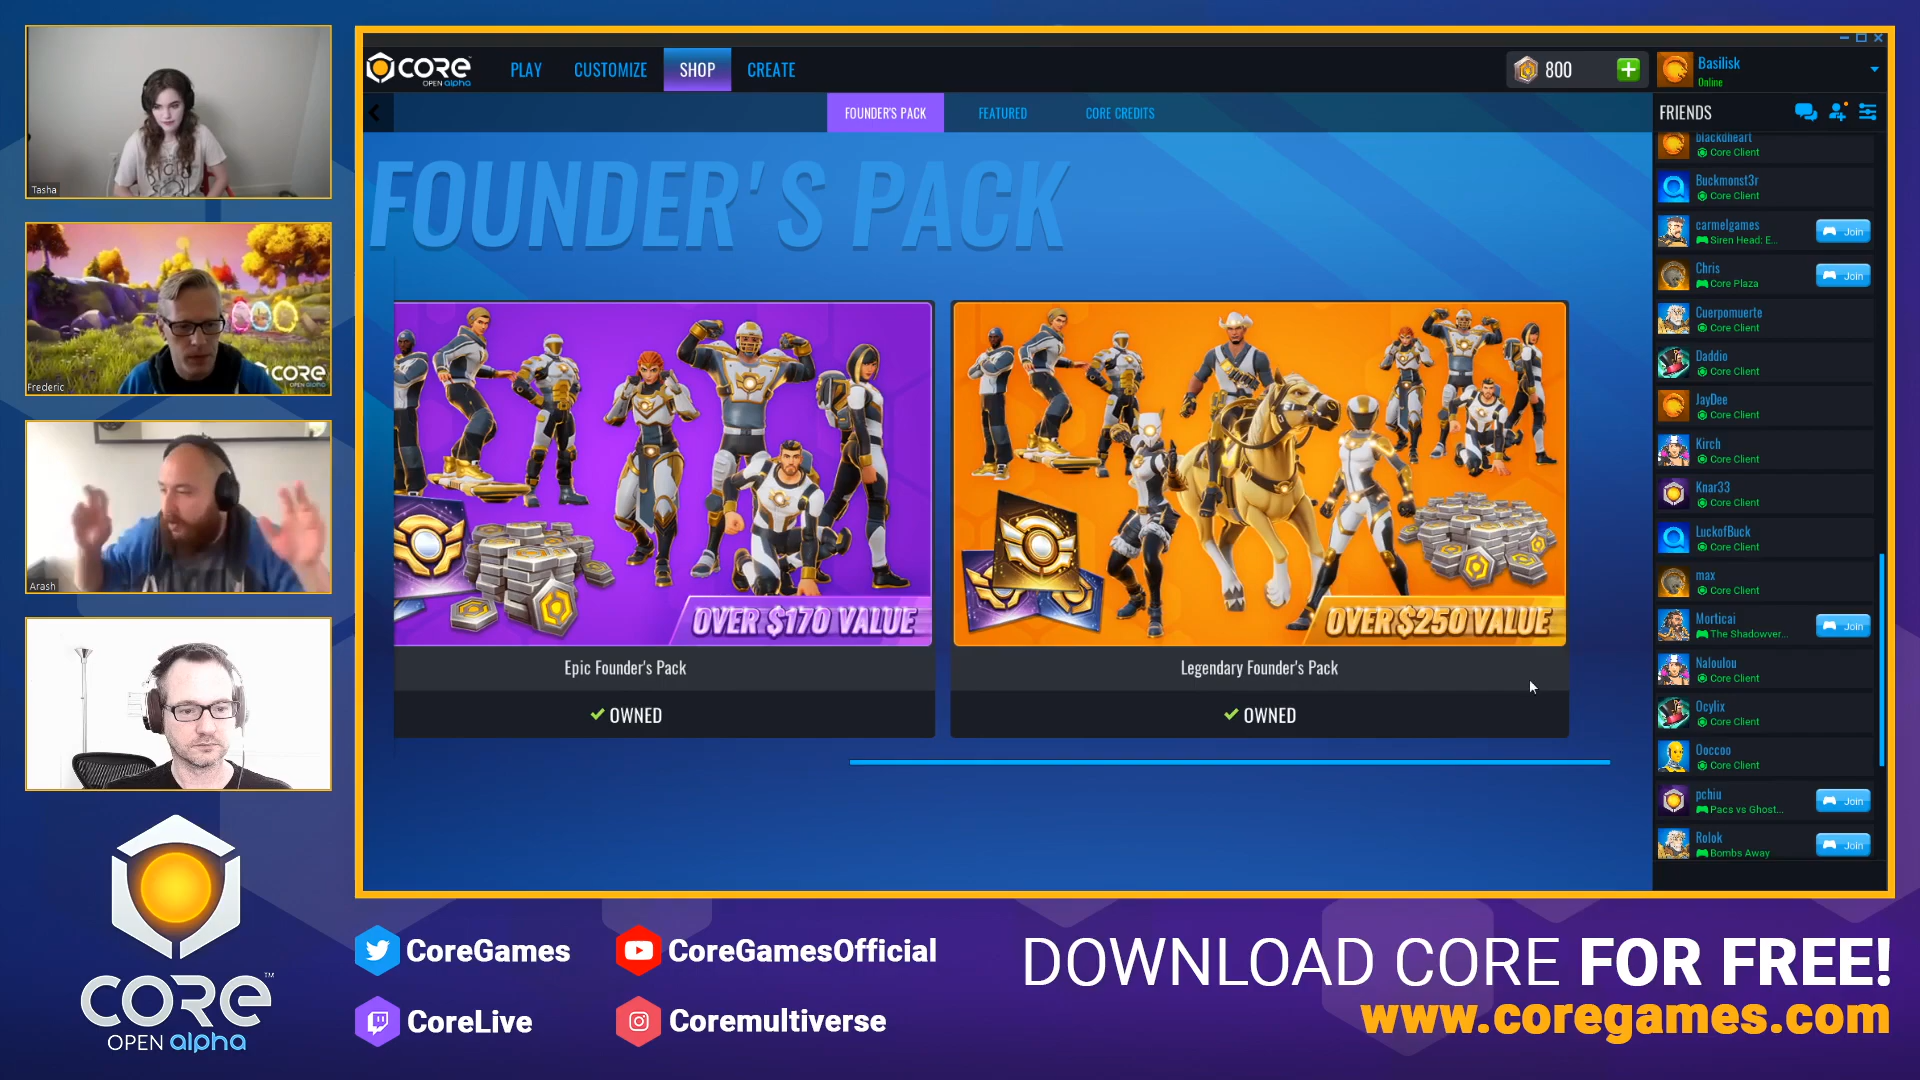 Tasha
Frederic
CORE
OPEN alpha
Arash
CORE™
OPEN alpha
CORE
OPEN alpha
PLAY
CUSTOMIZE
SHOP
CREATE
800
Basilisk
Online
FOUNDER'S PACK
FEATURED
CORE CREDITS
FOUNDER'S PACK
OVER $170 VALUE
Epic Founder's Pack
OWNED
OVER $250 VALUE
Legendary Founder's Pack
OWNED
FRIENDS
blackdheart
Core Client
Buckmonst3r
Core Client
carmelgames
Siren Head: E...
Join
Chris
Core Plaza
Join
Cuerpomuerte
Core Client
Daddio
Core Client
JayDee
Core Client
Kirch
Core Client
Knar33
Core Client
LuckofBuck
Core Client
max
Core Client
Morticai
The Shadowver...
Join
Naloulou
Core Client
Ocylix
Core Client
Ooccoo
Core Client
pchiu
Pacs vs Ghost...
Join
Rolok
Bombs Away
Join
CoreGames
CoreGamesOfficial
CoreLive
Coremultiverse
DOWNLOAD CORE FOR FREE!
www.coregames.com